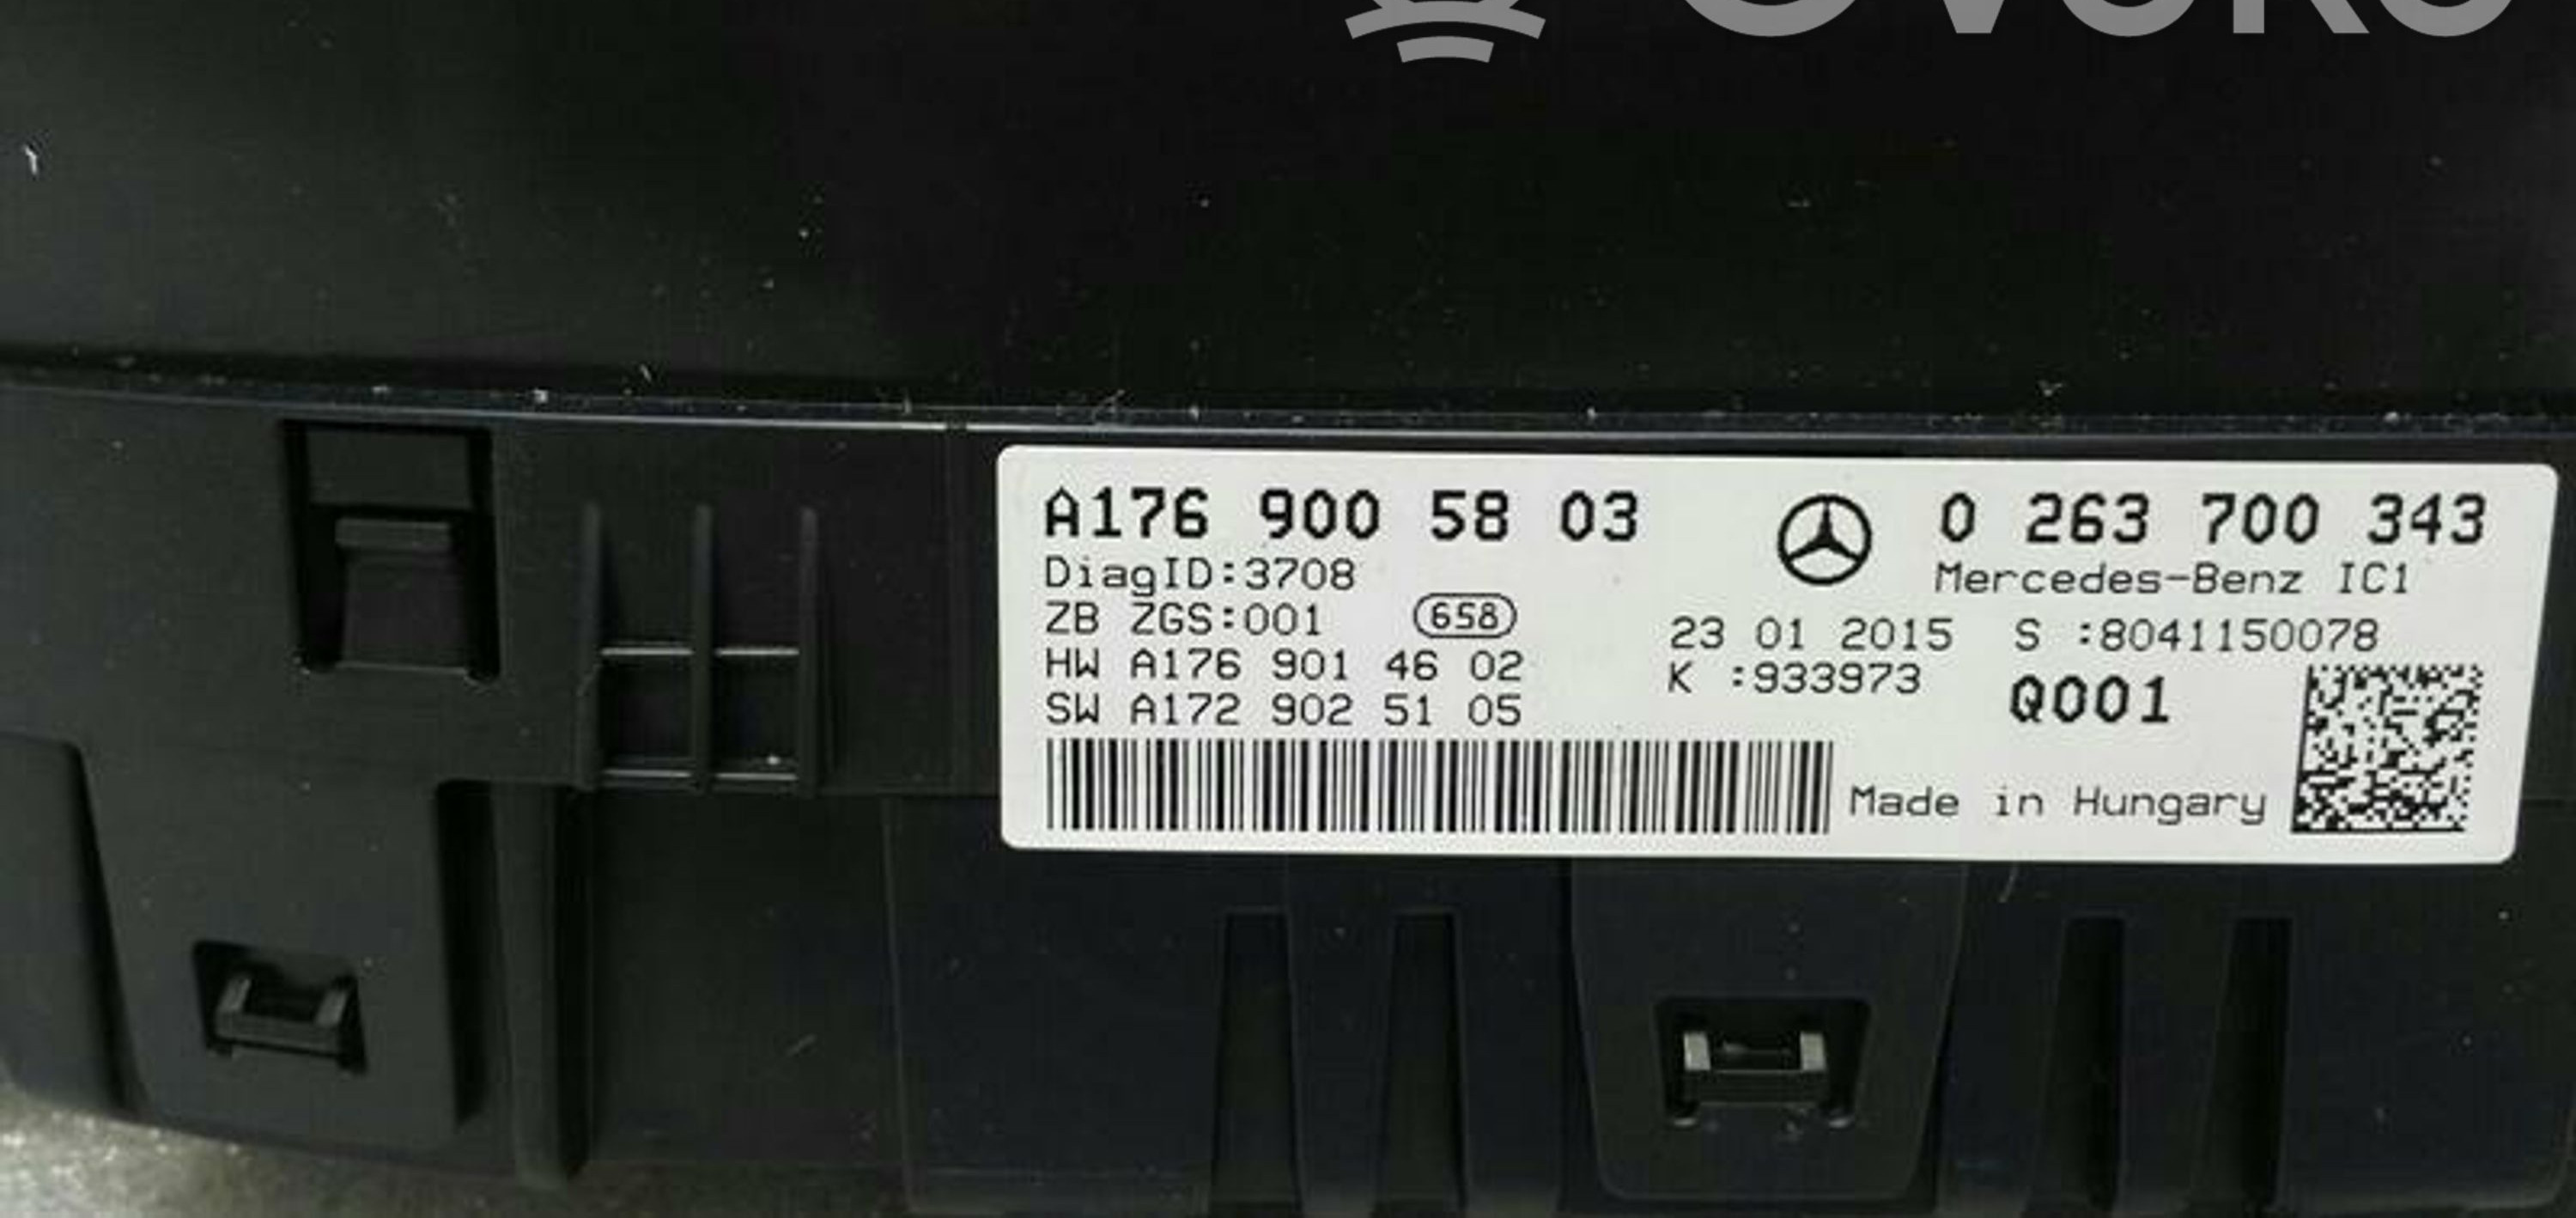 A176 900 58 03
DiagID:3708
ZB ZGS:001 658
HW A176 901 46 02
SW A172 902 51 05
0 263 700 343
Mercedes-Benz IC1
23 01 2015 S :8041150078
K :933973
Q001
Made in Hungary